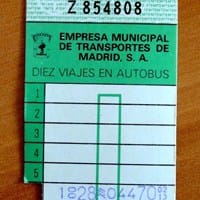 Z 854808
EMPRESA MUNICIPAL
DE TRANSPORTES DE
MADRID, S. A.
DIEZ VIAJES EN AUTOBUS
1
2
3
4
5